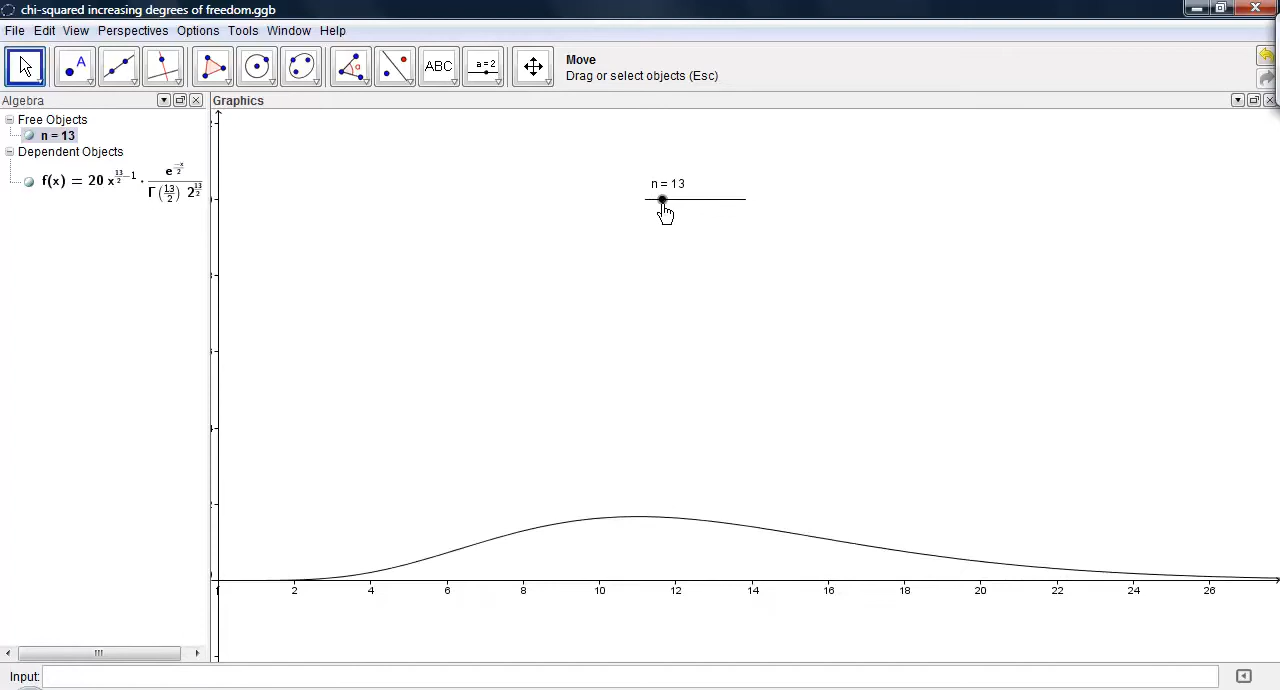 chi-squared increasing degrees of freedom.ggb
File Edit View Perspectives Options Tools Window Help
A
α
ABC
a = 2
Move
Drag or select objects (Esc)
Algebra
Graphics
Free Objects
n = 13
Dependent Objects
f(x) = 20 x^(13/2 − 1) · e^(−x/2) / (Γ(13/2) 2^(13/2))
n = 13
2 4 6 8 10 12 14 16 18 20 22 24 26
Input: